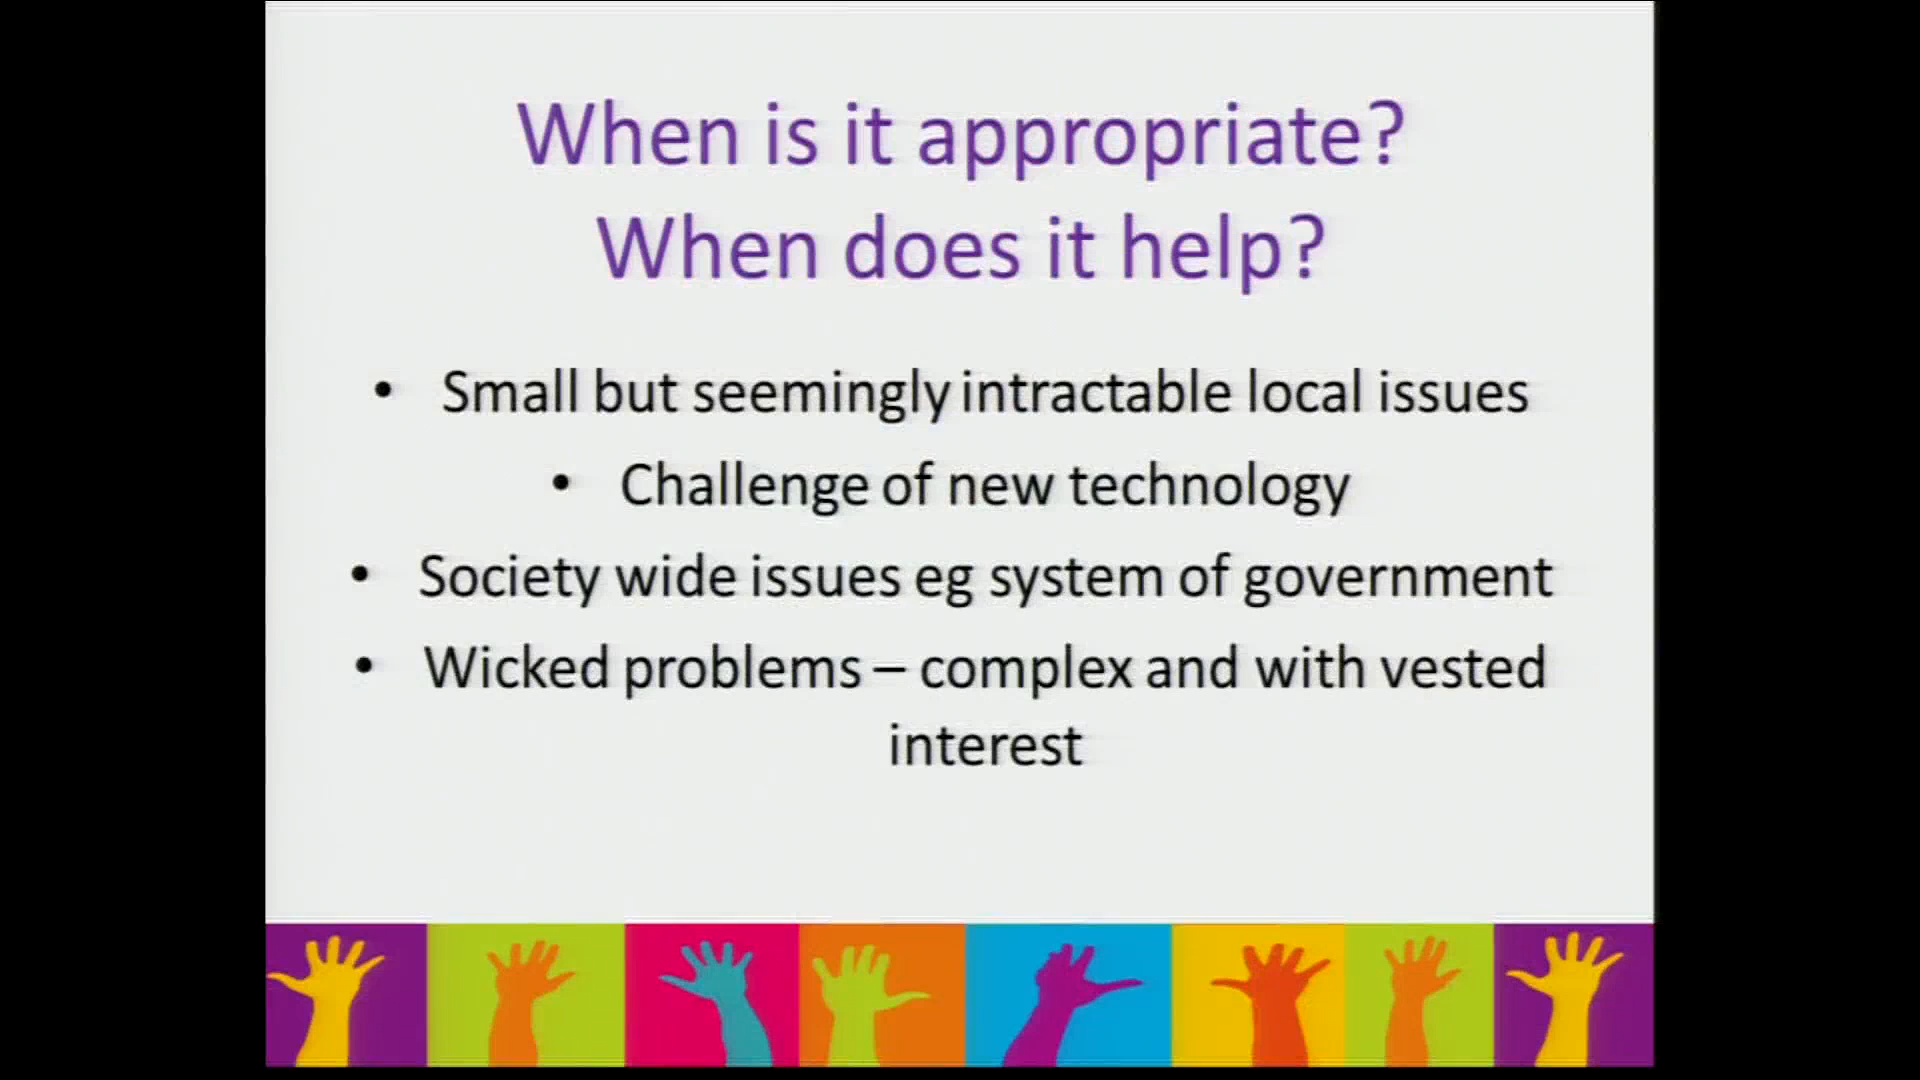 When is it appropriate?
When does it help?
• Small but seemingly intractable local issues
• Challenge of new technology
• Society wide issues eg system of government
• Wicked problems – complex and with vested
interest